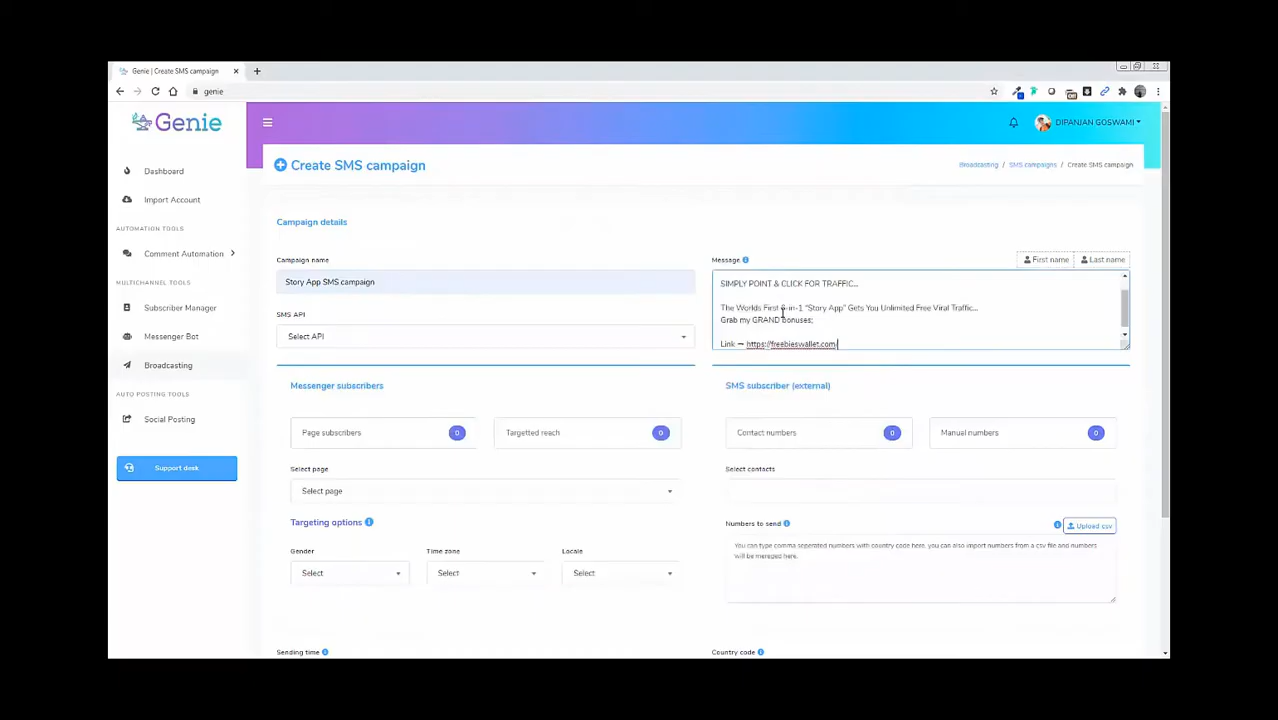 Genie | Create SMS campaign
genie
Genie
DIPANJAN GOSWAMI
Create SMS campaign
Broadcasting / SMS campaigns / Create SMS campaign
Dashboard
Import Account
AUTOMATION TOOLS
Comment Automation
MULTICHANNEL TOOLS
Subscriber Manager
Messenger Bot
Broadcasting
AUTO POSTING TOOLS
Social Posting
Support desk
Campaign details
Campaign name
Story App SMS campaign
SMS API
Select API
Message
First name
Last name
SIMPLY POINT & CLICK FOR TRAFFIC...
The Worlds First 6-in-1 "Story App" Gets You Unlimited Free Viral Traffic...
Grab my GRAND bonuses;
Link ➡ https://freebieswallet.com/
Messenger subscribers
Page subscribers 0
Targetted reach 0
Select page
Select page
Targeting options
Gender
Select
Time zone
Select
Locale
Select
SMS subscriber (external)
Contact numbers 0
Manual numbers 0
Select contacts
Numbers to send
Upload csv
You can type comma seperated numbers with country code here, you can also import numbers from a csv file and numbers
will be mereged here.
Sending time
Country code